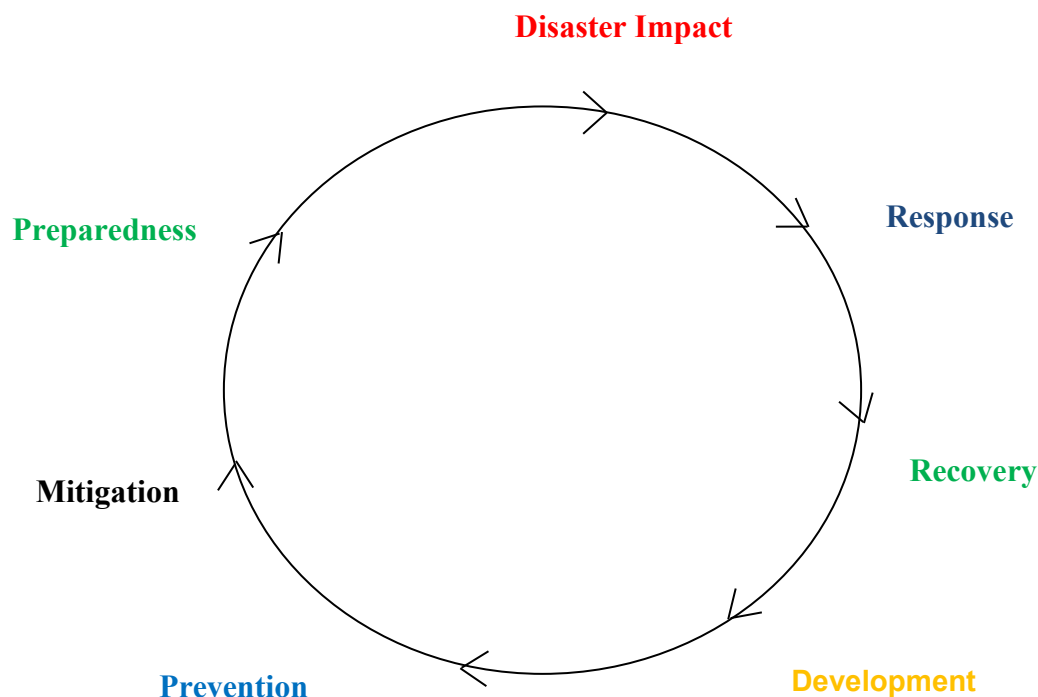 Disaster Impact
Response
Preparedness
Recovery
Mitigation
Development
Prevention